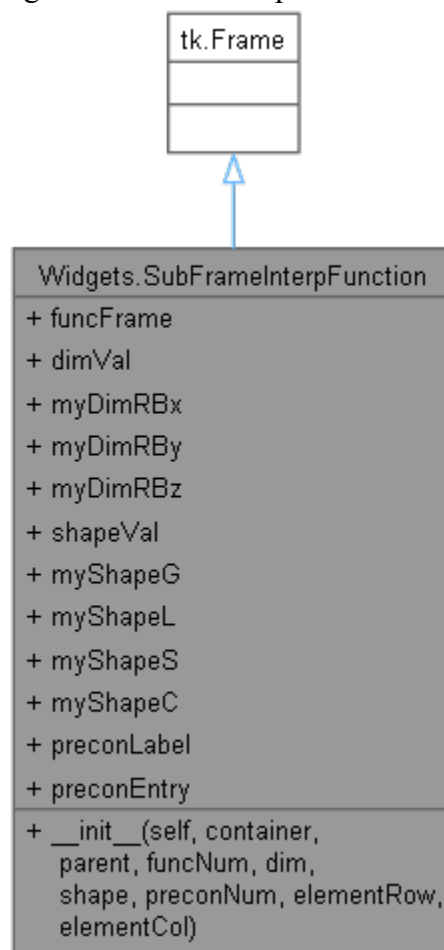 tk.Frame
Widgets.SubFrameInterpFunction
+ funcFrame
+ dimVal
+ myDimRBx
+ myDimRBy
+ myDimRBz
+ shapeVal
+ myShapeG
+ myShapeL
+ myShapeS
+ myShapeC
+ preconLabel
+ preconEntry
+ __init__(self, container,
parent, funcNum, dim,
shape, preconNum, elementRow,
elementCol)